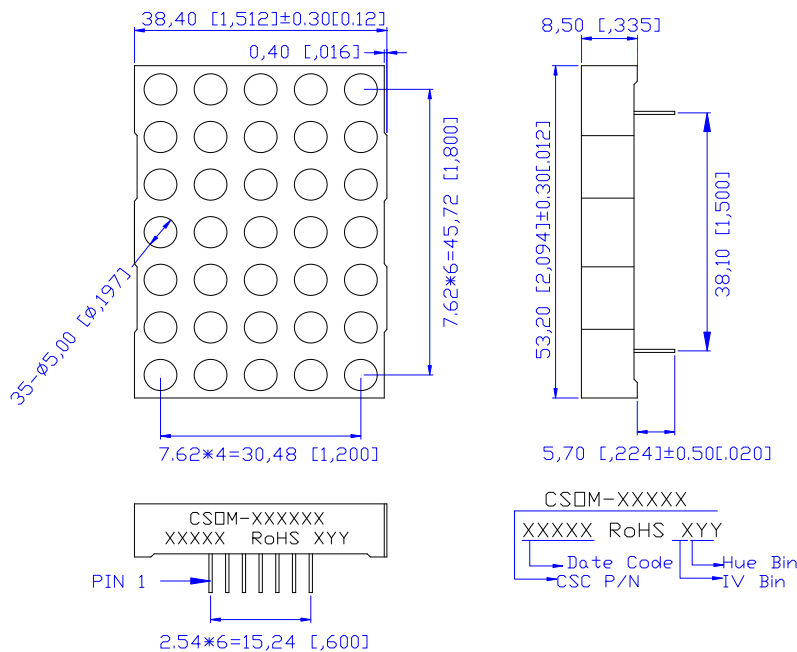 38,40 [1,512]±0.30[0.12]
0,40 [,016]
7.62*6=45,72 [1,800]
35-ø5,00 [ø,197]
7.62*4=30,48 [1,200]
8,50 [,335]
53,20 [2,094]±0.30[.012]
38,10 [1,500]
5,70 [,224]±0.50[.020]
CS□M-XXXXXX
XXXXX RoHS XYY
PIN 1
2.54*6=15,24 [,600]
CS□M-XXXXX
XXXXX RoHS XYY
Date Code
Hue Bin
CSC P/N
IV Bin